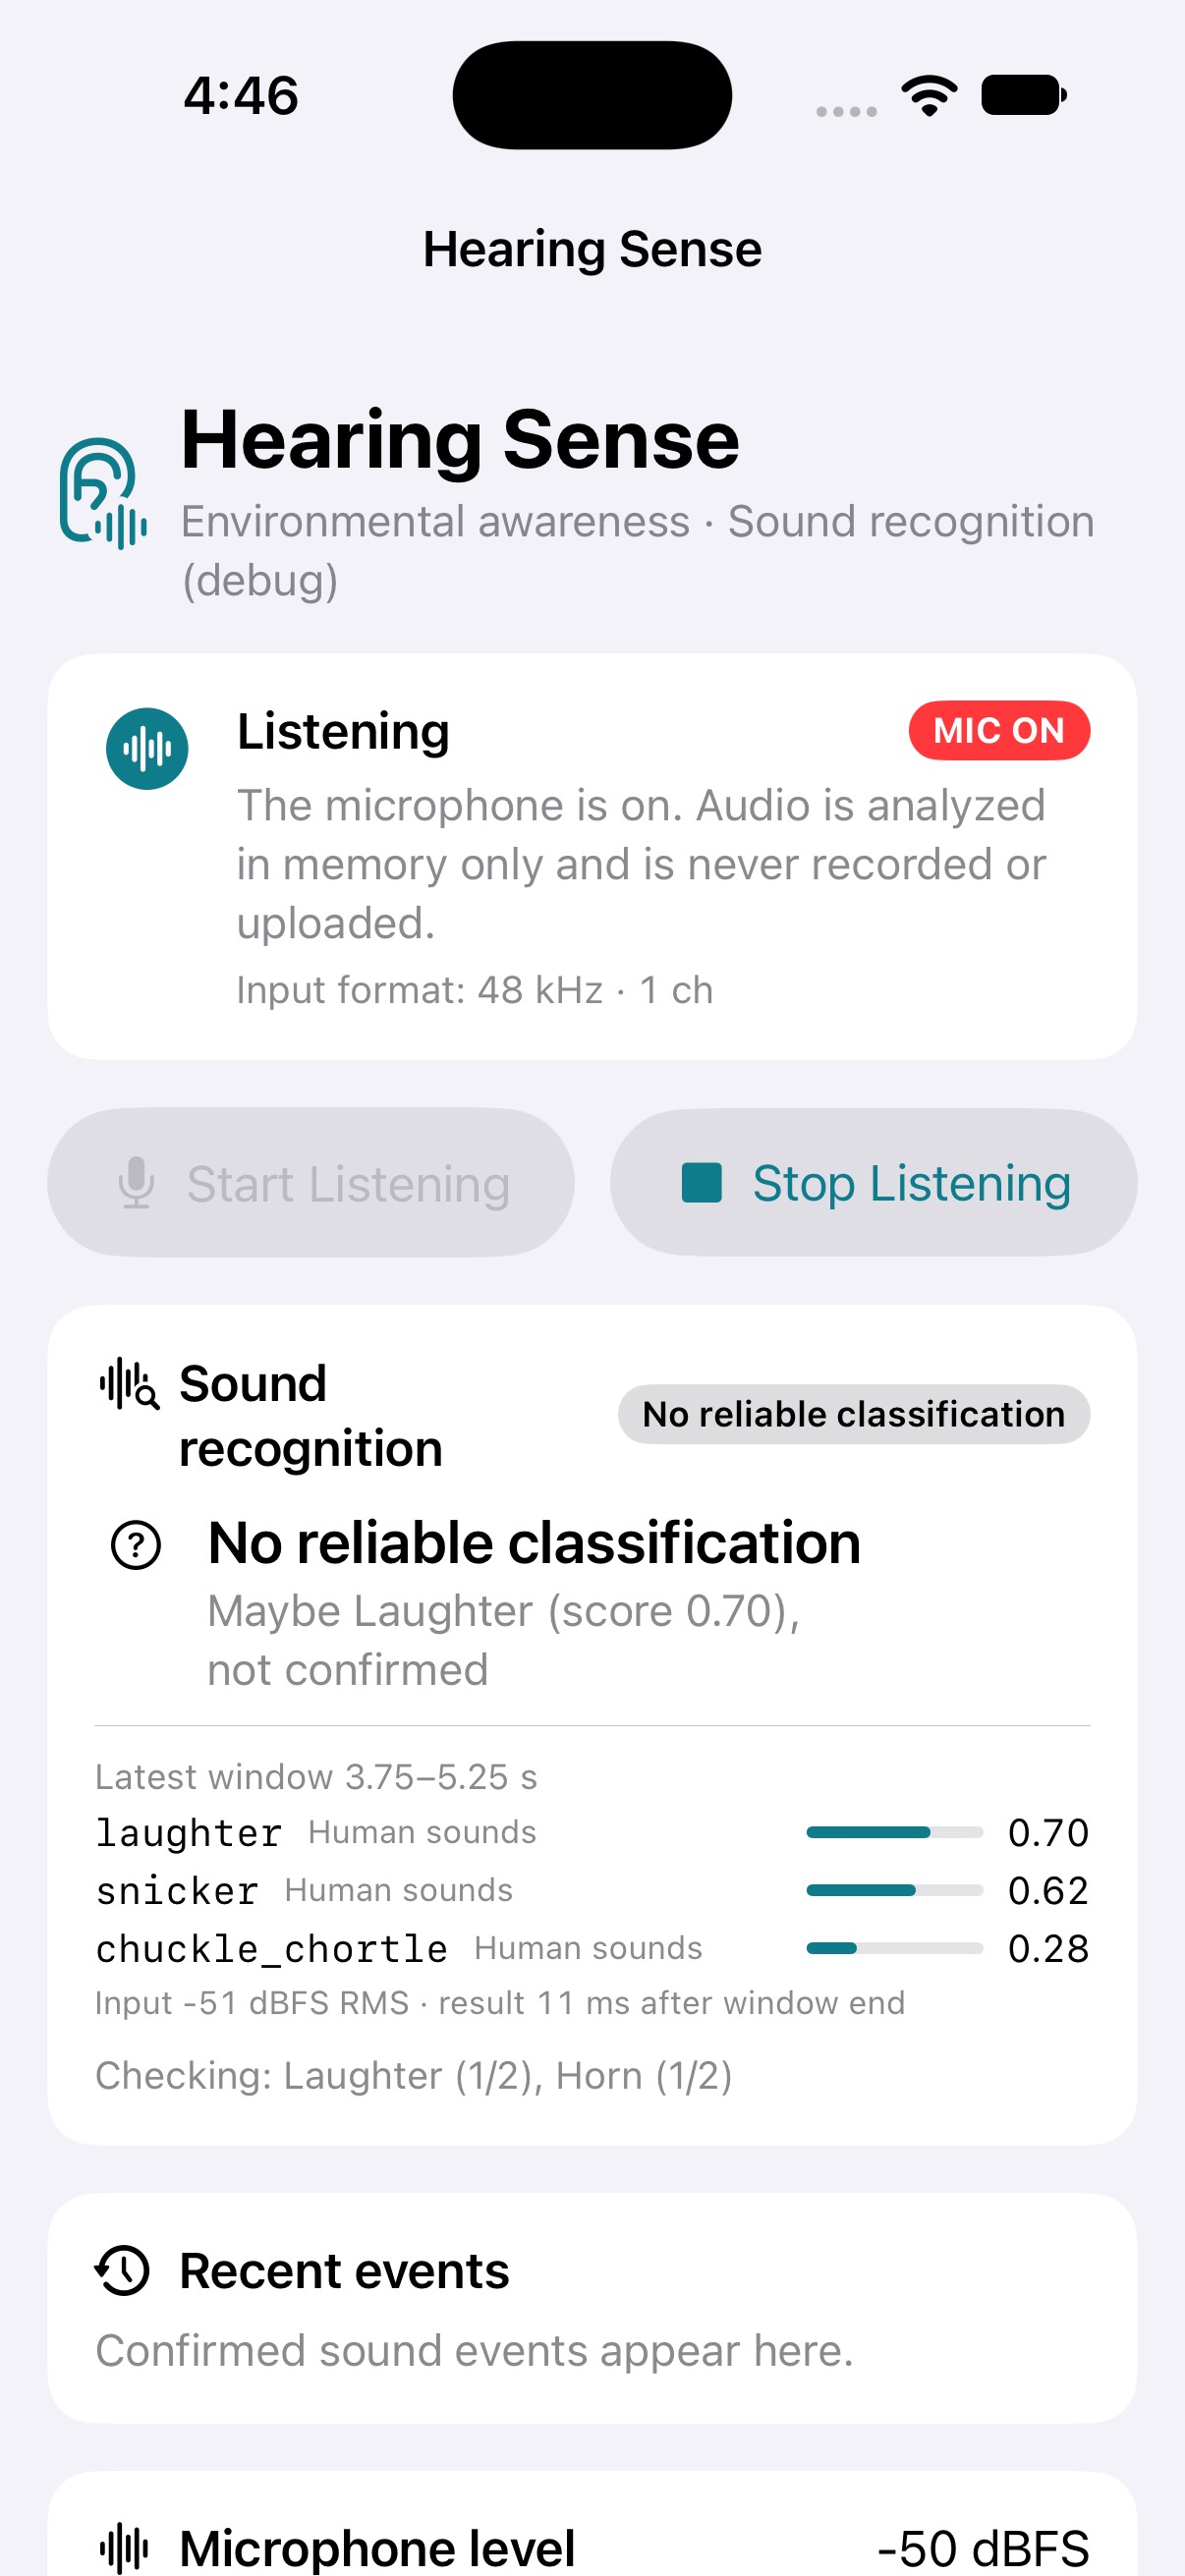 4:46
Hearing Sense
Hearing Sense
Environmental awareness · Sound recognition
(debug)
Listening
MIC ON
The microphone is on. Audio is analyzed
in memory only and is never recorded or
uploaded.
Input format: 48 kHz · 1 ch
Start Listening
Stop Listening
Sound
recognition
No reliable classification
No reliable classification
Maybe Laughter (score 0.70),
not confirmed
Latest window 3.75–5.25 s
laughter Human sounds 0.70
snicker Human sounds 0.62
chuckle_chortle Human sounds 0.28
Input -51 dBFS RMS · result 11 ms after window end
Checking: Laughter (1/2), Horn (1/2)
Recent events
Confirmed sound events appear here.
Microphone level -50 dBFS